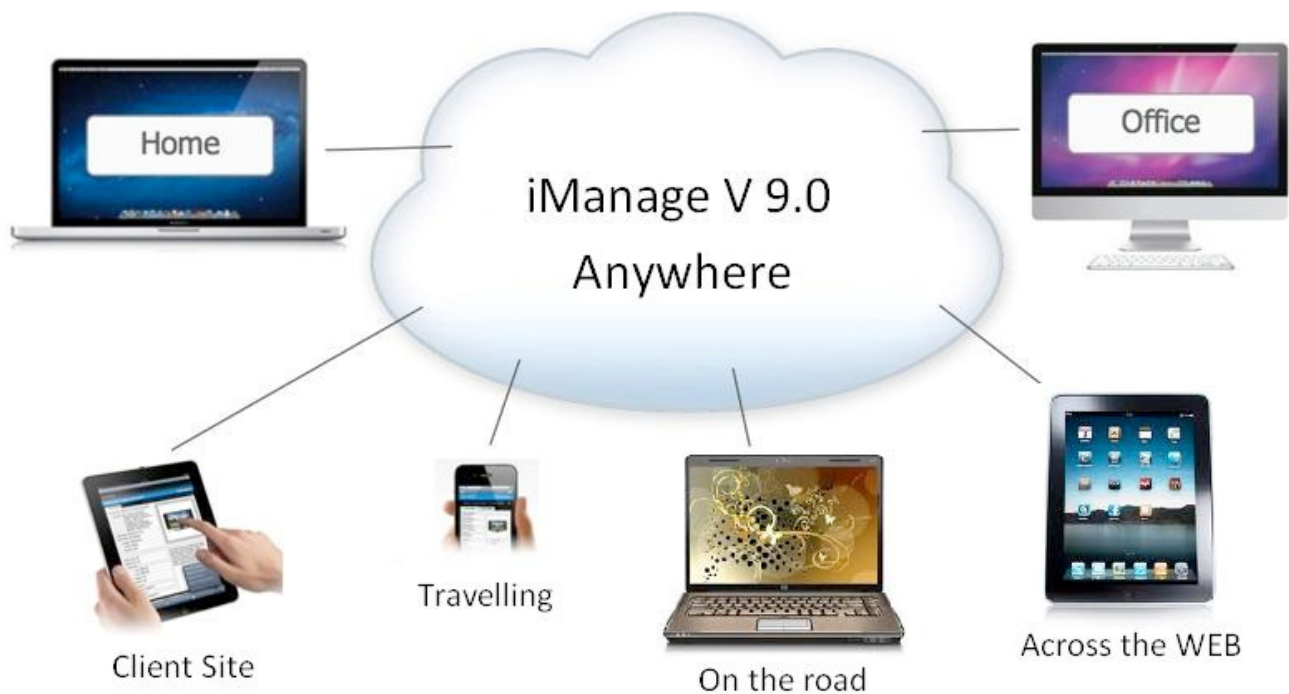 Home
Office
iManage V 9.0
Anywhere
Client Site
Travelling
On the road
Across the WEB